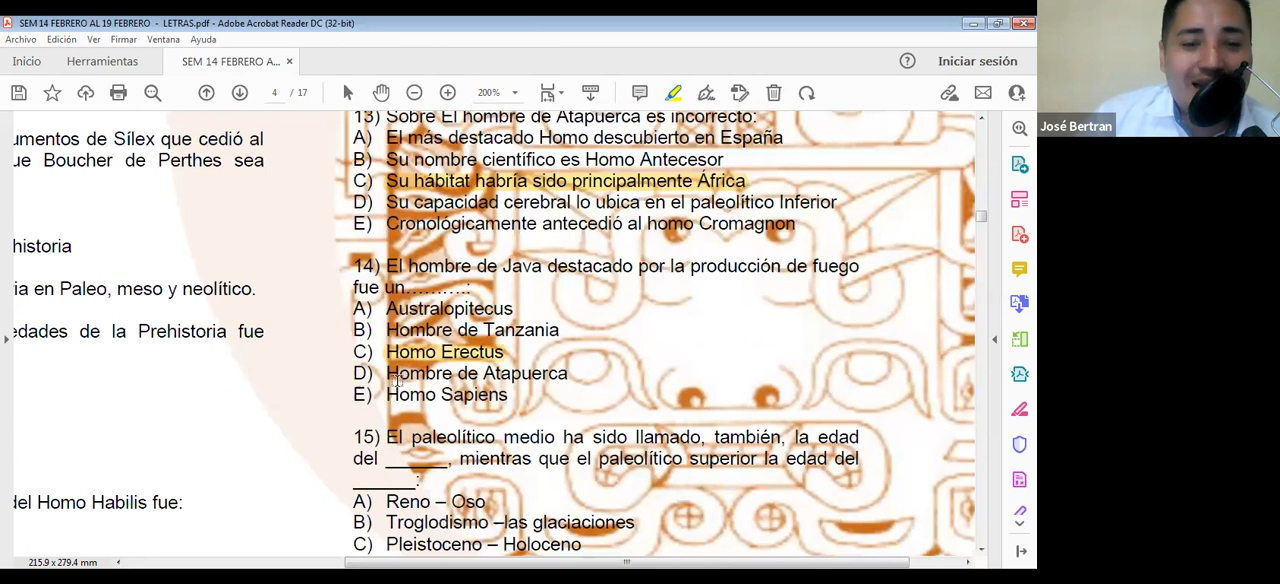 SEM 14 FEBRERO AL 19 FEBRERO - LETRAS.pdf - Adobe Acrobat Reader DC (32-bit)
Archivo Edición Ver Firmar Ventana Ayuda
Inicio Herramientas SEM 14 FEBRERO A... × Iniciar sesión
4 / 17 200%
José Bertran
umentos de Sílex que cedió al
ue Boucher de Perthes sea
historia
ia en Paleo, meso y neolítico.
edades de la Prehistoria fue
del Homo Habilis fue:
13) Sobre El hombre de Atapuerca es incorrecto:
A) El más destacado Homo descubierto en España
B) Su nombre científico es Homo Antecesor
C) Su hábitat habría sido principalmente África
D) Su capacidad cerebral lo ubica en el paleolítico Inferior
E) Cronológicamente antecedió al homo Cromagnon
14) El hombre de Java destacado por la producción de fuego
fue un..........:
A) Australopitecus
B) Hombre de Tanzania
C) Homo Erectus
D) Hombre de Atapuerca
E) Homo Sapiens
15) El paleolítico medio ha sido llamado, también, la edad
del ______, mientras que el paleolítico superior la edad del
______:
A) Reno – Oso
B) Troglodismo –las glaciaciones
C) Pleistoceno – Holoceno
215.9 x 279.4 mm